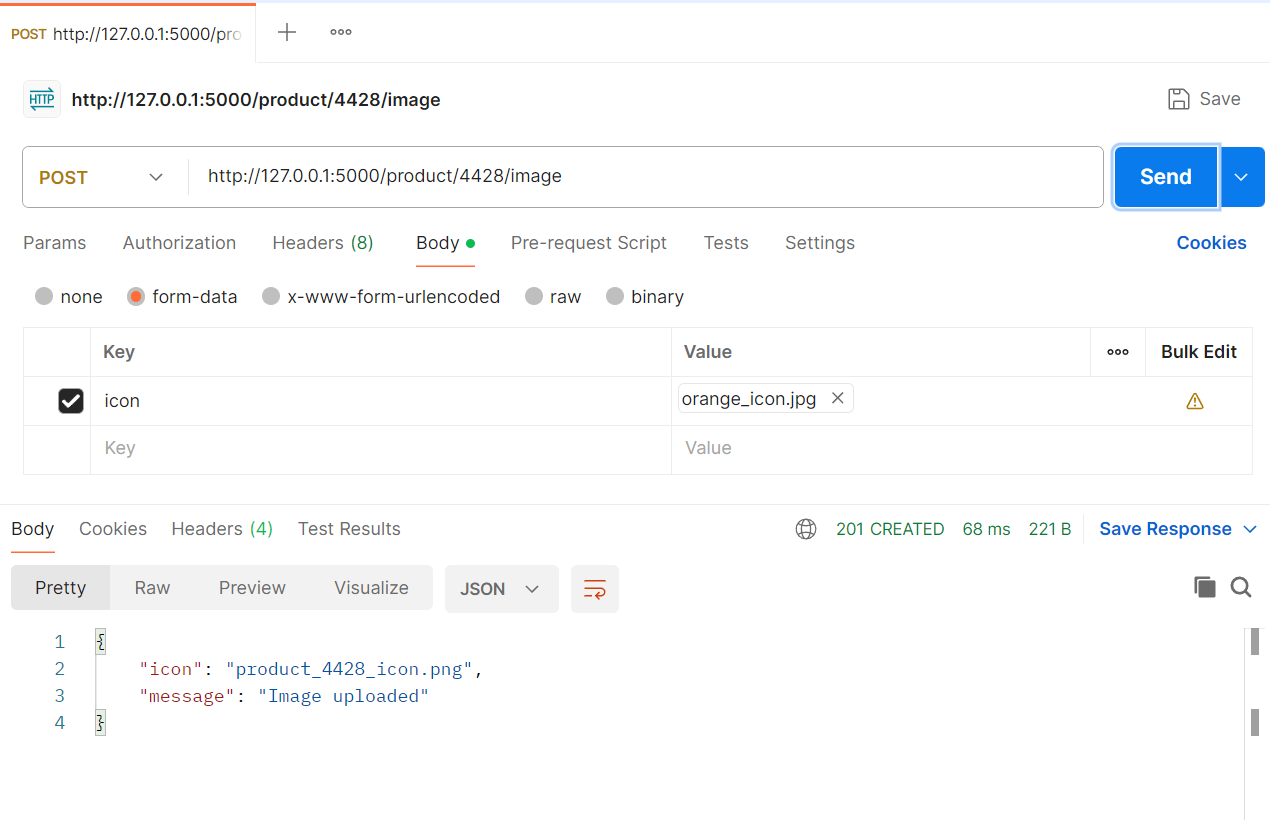 POST http://127.0.0.1:5000/pro
HTTP http://127.0.0.1:5000/product/4428/image Save
POST http://127.0.0.1:5000/product/4428/image Send
Params Authorization Headers (8) Body Pre-request Script Tests Settings Cookies
none form-data x-www-form-urlencoded raw binary
Key Value Bulk Edit
icon orange_icon.jpg
Key Value
Body Cookies Headers (4) Test Results 201 CREATED 68 ms 221 B Save Response
Pretty Raw Preview Visualize JSON
1 {
2 "icon": "product_4428_icon.png",
3 "message": "Image uploaded"
4 }